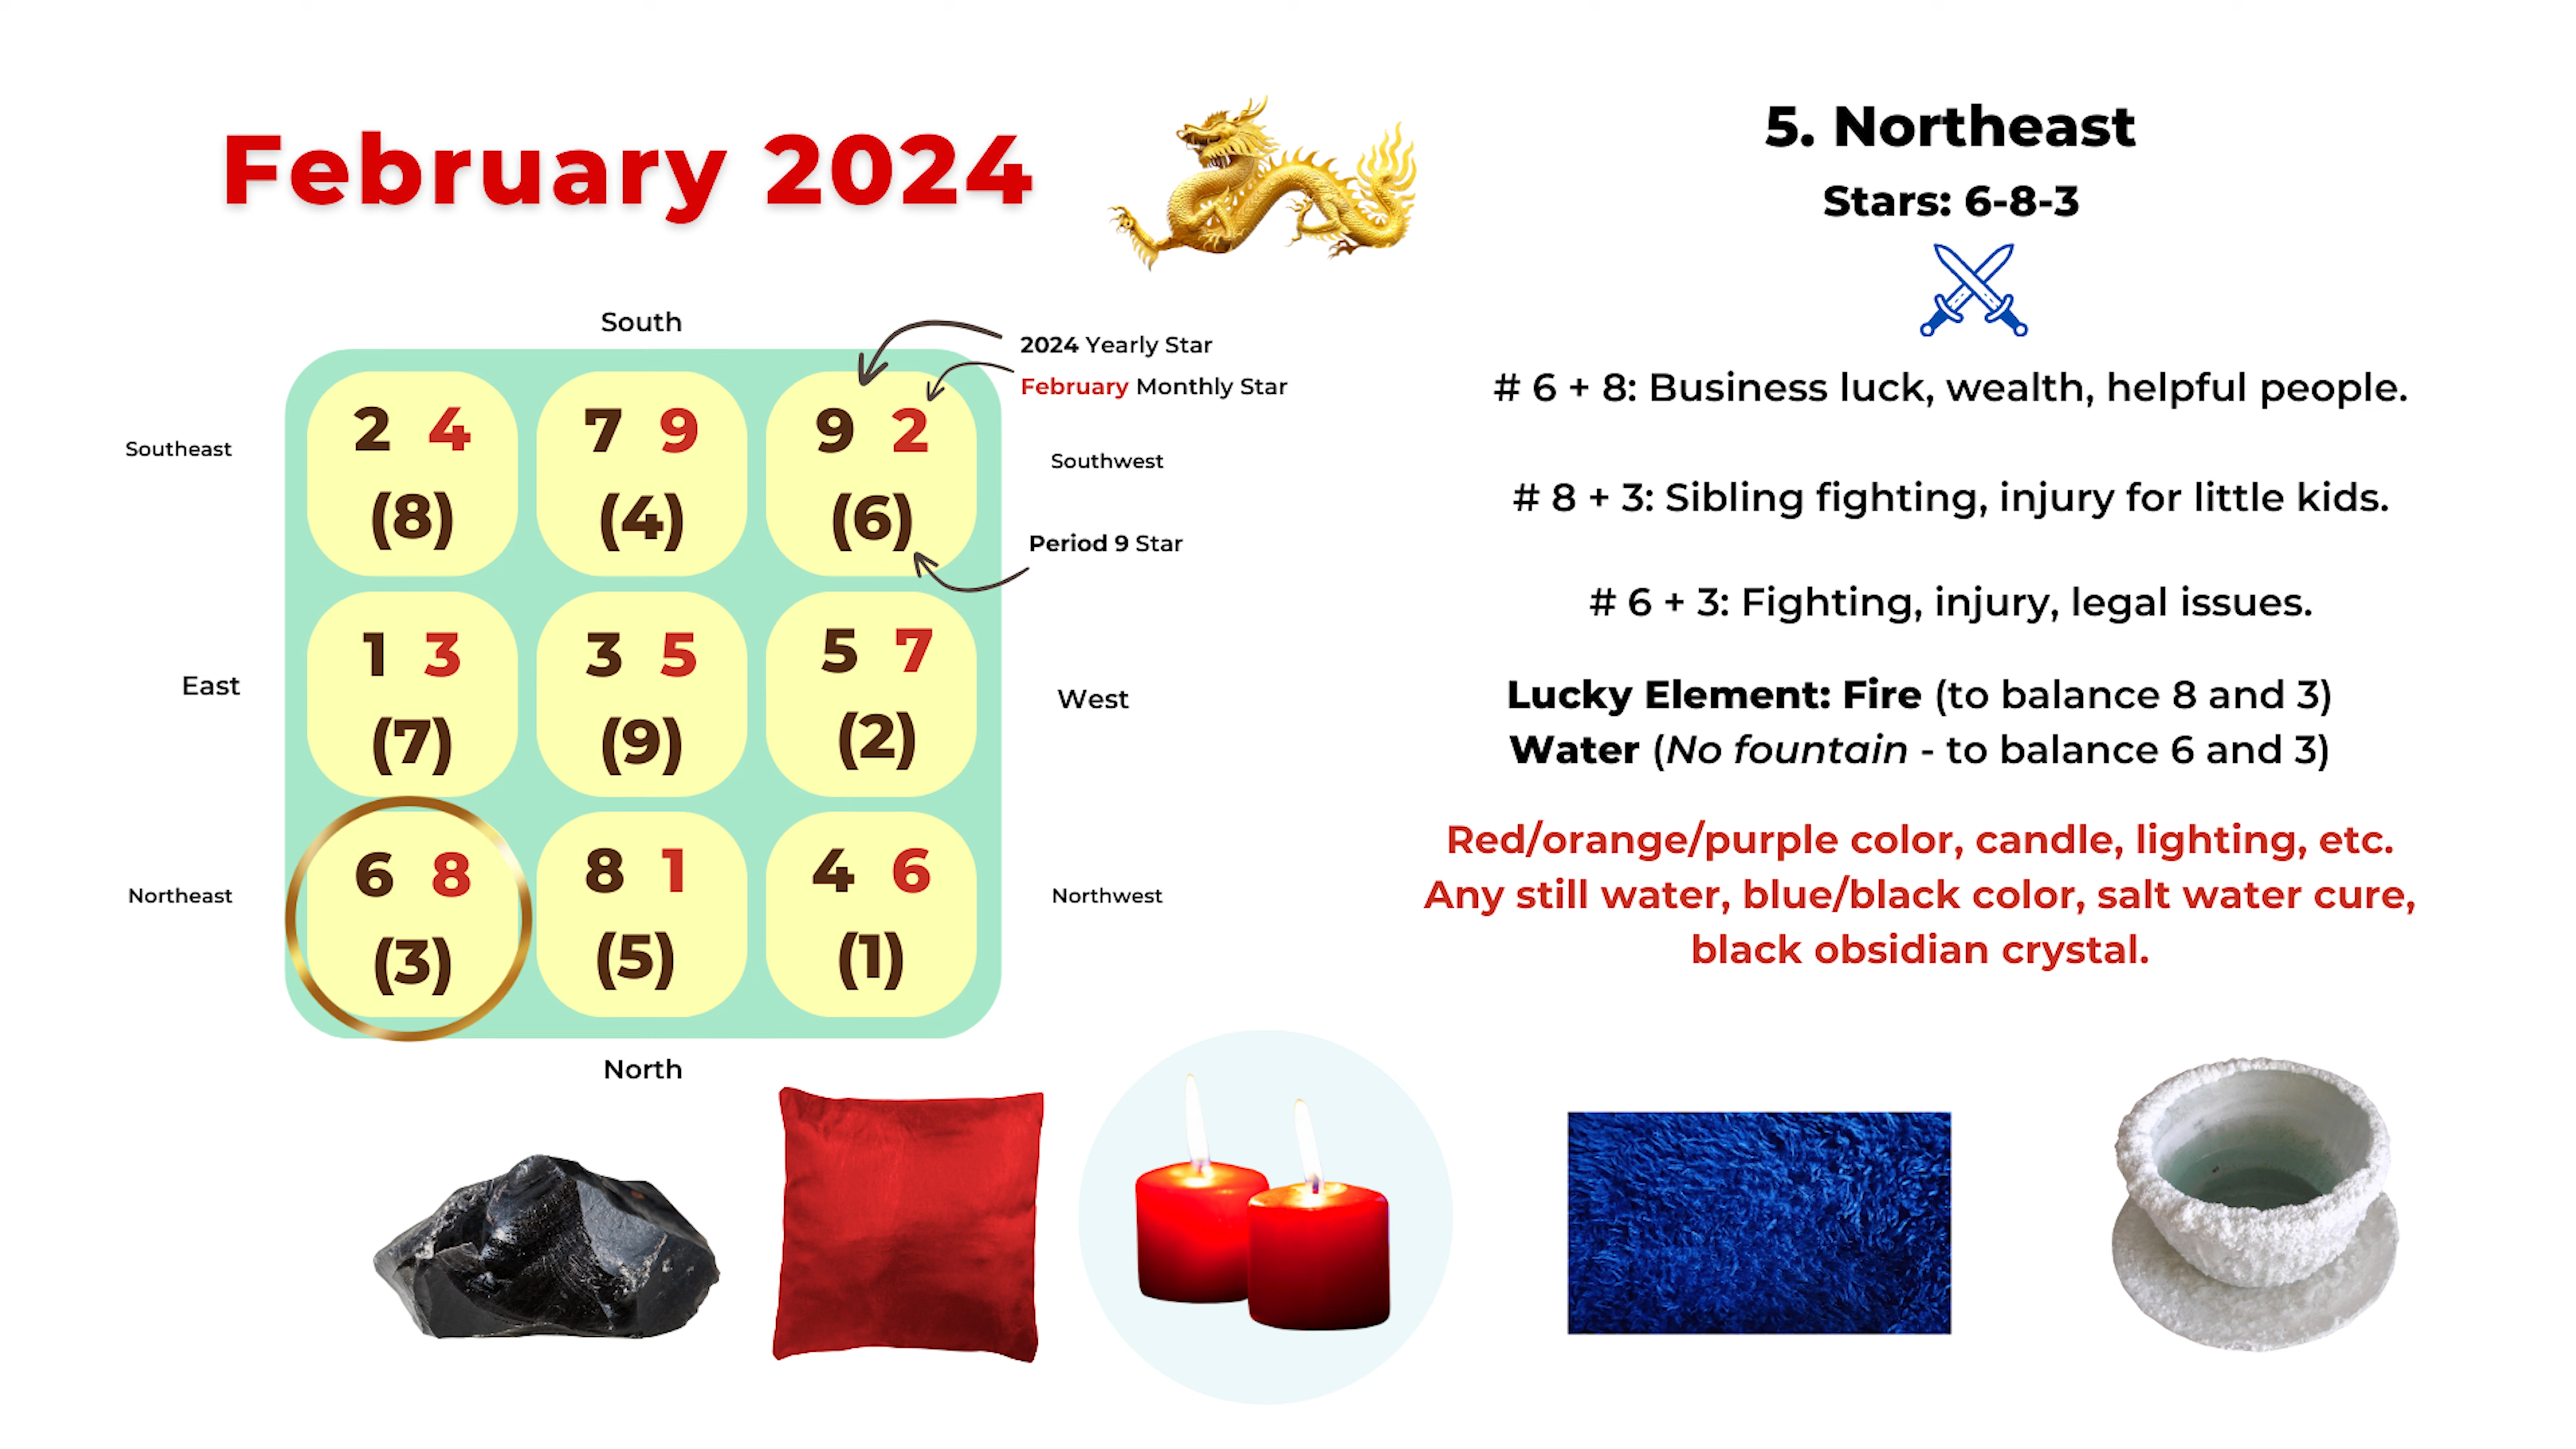 February 2024
South
2024 Yearly Star
February Monthly Star
Southeast
2 4
(8)
7 9
(4)
9 2
(6)
Southwest
Period 9 Star
East
1 3
(7)
3 5
(9)
5 7
(2)
West
Northeast
6 8
(3)
8 1
(5)
4 6
(1)
Northwest
North
5. Northeast
Stars: 6-8-3
# 6 + 8: Business luck, wealth, helpful people.
# 8 + 3: Sibling fighting, injury for little kids.
# 6 + 3: Fighting, injury, legal issues.
Lucky Element: Fire (to balance 8 and 3)
Water (No fountain - to balance 6 and 3)
Red/orange/purple color, candle, lighting, etc.
Any still water, blue/black color, salt water cure,
black obsidian crystal.